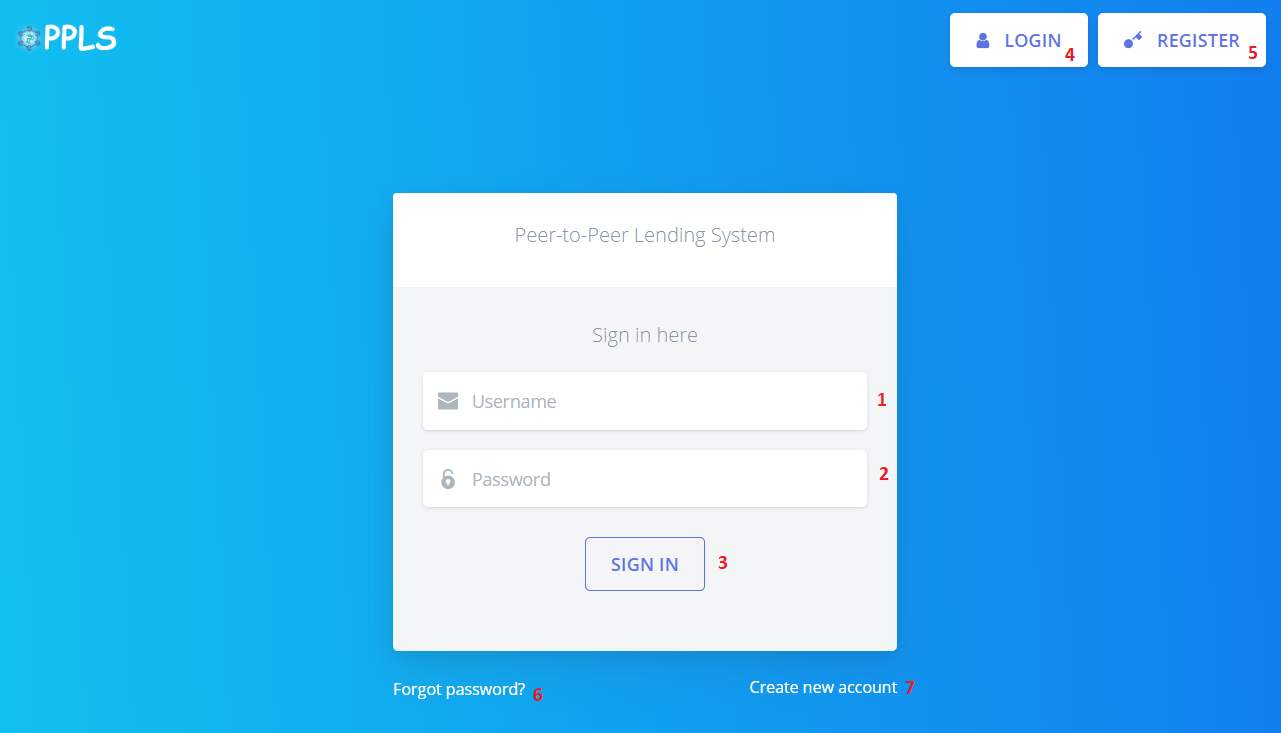 PPLS
LOGIN 4
REGISTER 5
Peer-to-Peer Lending System
Sign in here
Username 1
Password 2
SIGN IN 3
Forgot password? 6
Create new account 7